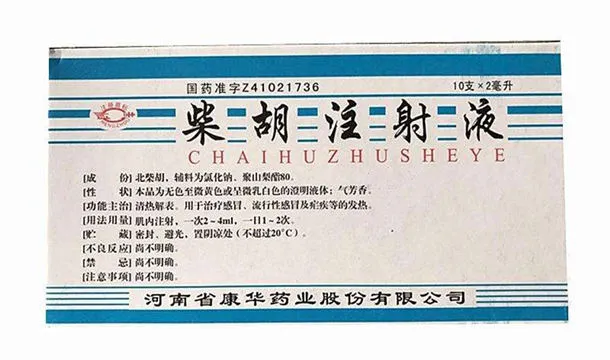 国药准字Z41021736
10支×2毫升
柴胡注射液
CHAIHUZHUSHEYE
[成 份] 北柴胡,辅料为氯化钠、聚山梨酯80。
[性 状] 本品为无色至微黄色或呈微乳白色的澄明液体;气芳香。
[功能主治] 清热解表。用于治疗感冒、流行性感冒及疟疾等的发热。
[用法用量] 肌内注射,一次2~4ml,一日1~2次。
[贮 藏] 密封、避光,置阴凉处(不超过20°C)。
[不良反应] 尚不明确。
[禁 忌] 尚不明确。
[注意事项] 尚不明确。
河南省康华药业股份有限公司